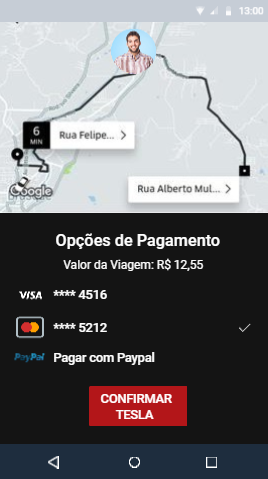 13:00
6
MIN
Rua Felipe...
Google
Rua Alberto Mul...
Opções de Pagamento
Valor da Viagem: R$ 12,55
VISA **** 4516
**** 5212
PayPal Pagar com Paypal
CONFIRMAR
TESLA